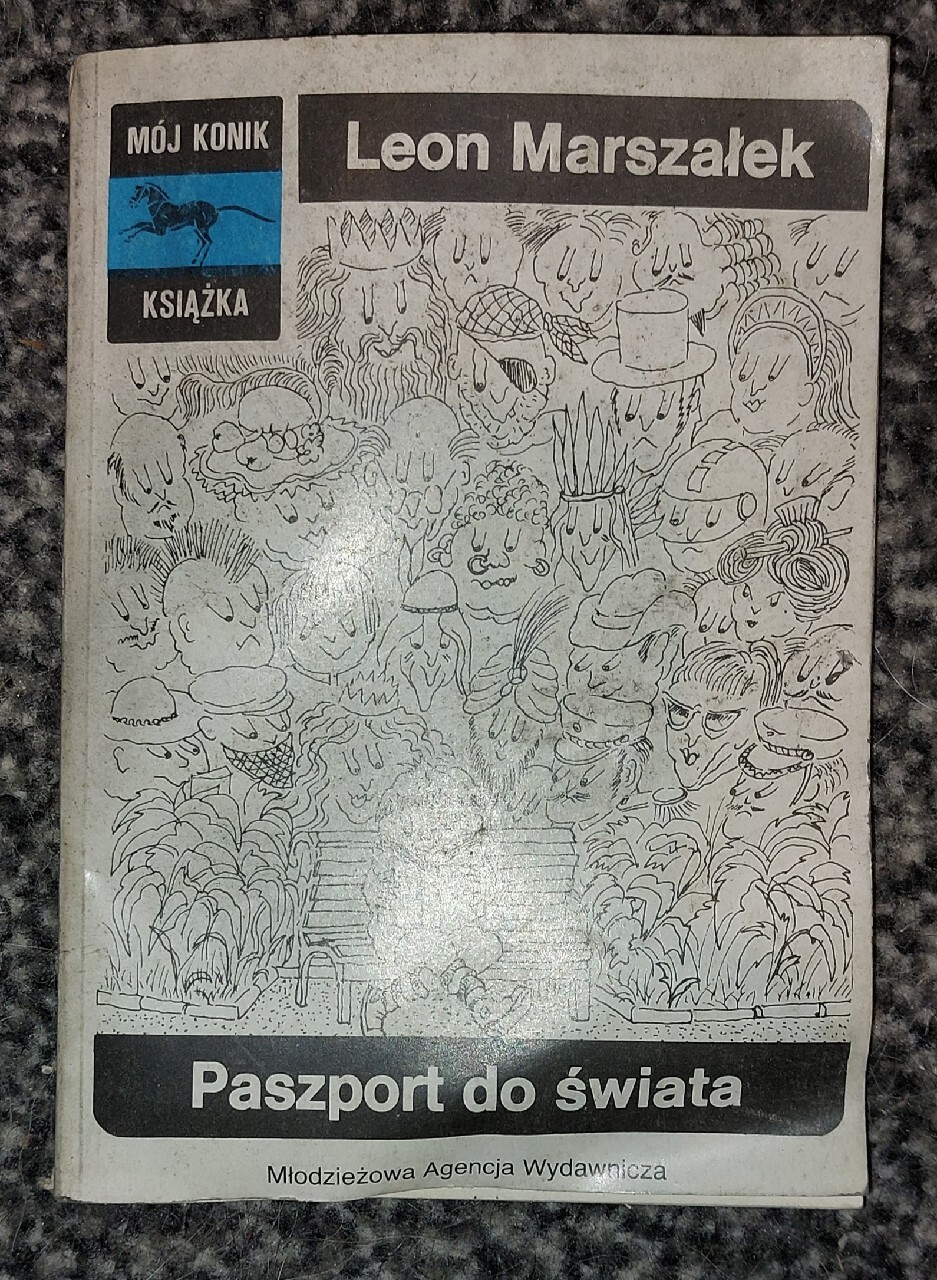 MÓJ KONIK
KSIĄŻKA
Leon Marszałek
Paszport do świata
Młodzieżowa Agencja Wydawnicza